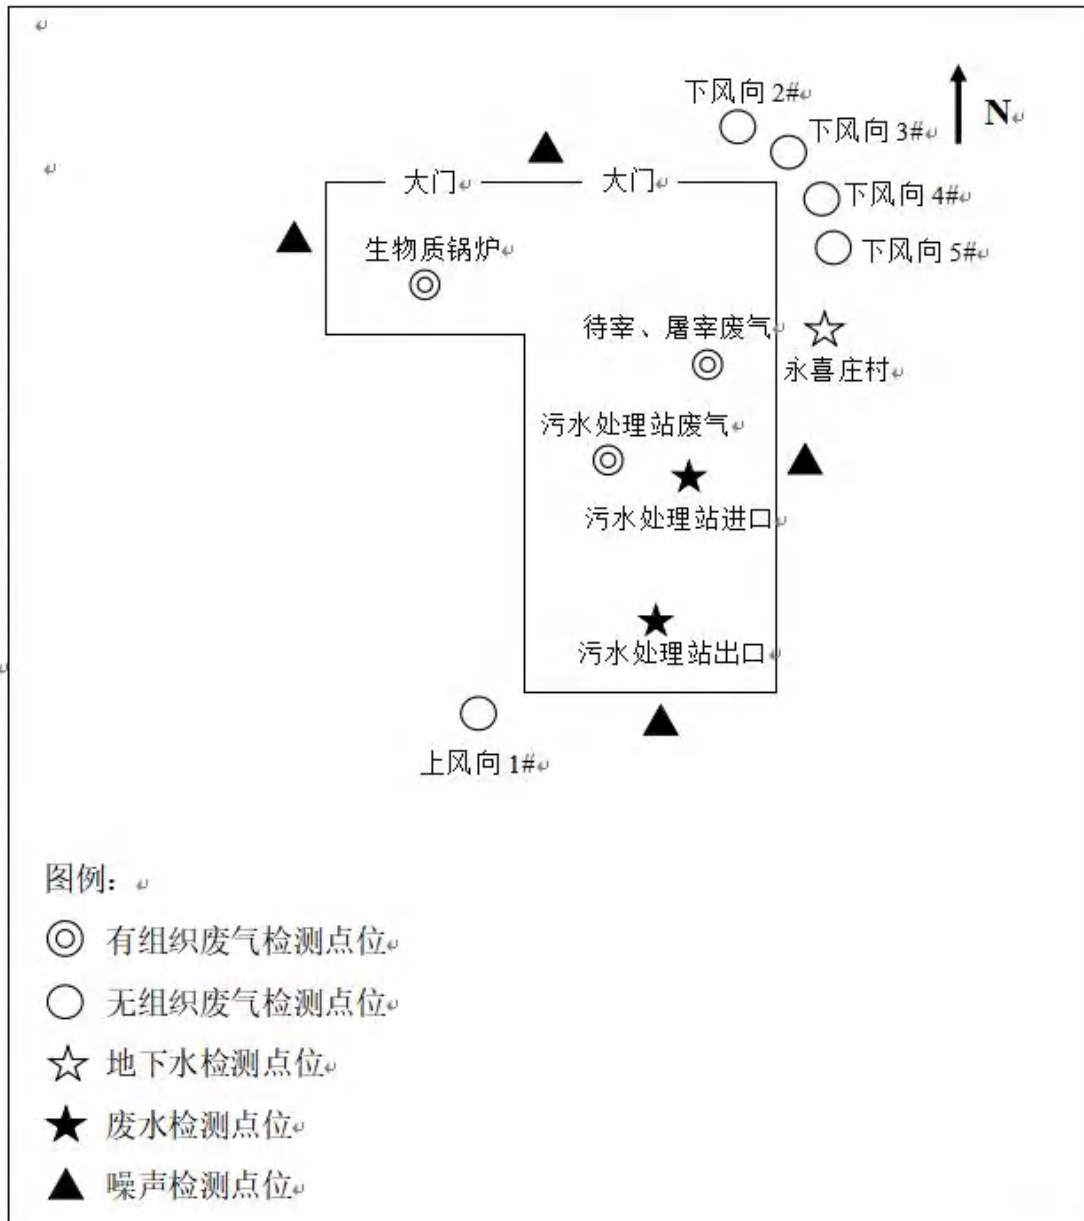 下风向 2#
N
下风向 3#
大门
大门
下风向 4#
生物质锅炉
下风向 5#
待宰、屠宰废气
永喜庄村
污水处理站废气
污水处理站进口
污水处理站出口
上风向 1#
图例：
有组织废气检测点位
无组织废气检测点位
地下水检测点位
废水检测点位
噪声检测点位